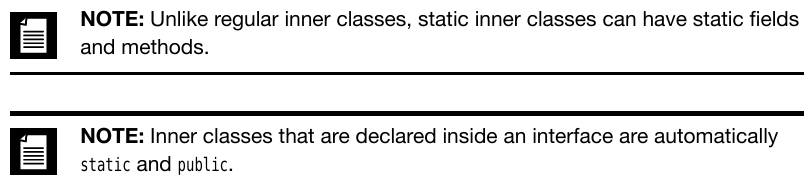 NOTE: Unlike regular inner classes, static inner classes can have static fields
and methods.
NOTE: Inner classes that are declared inside an interface are automatically
static and public.